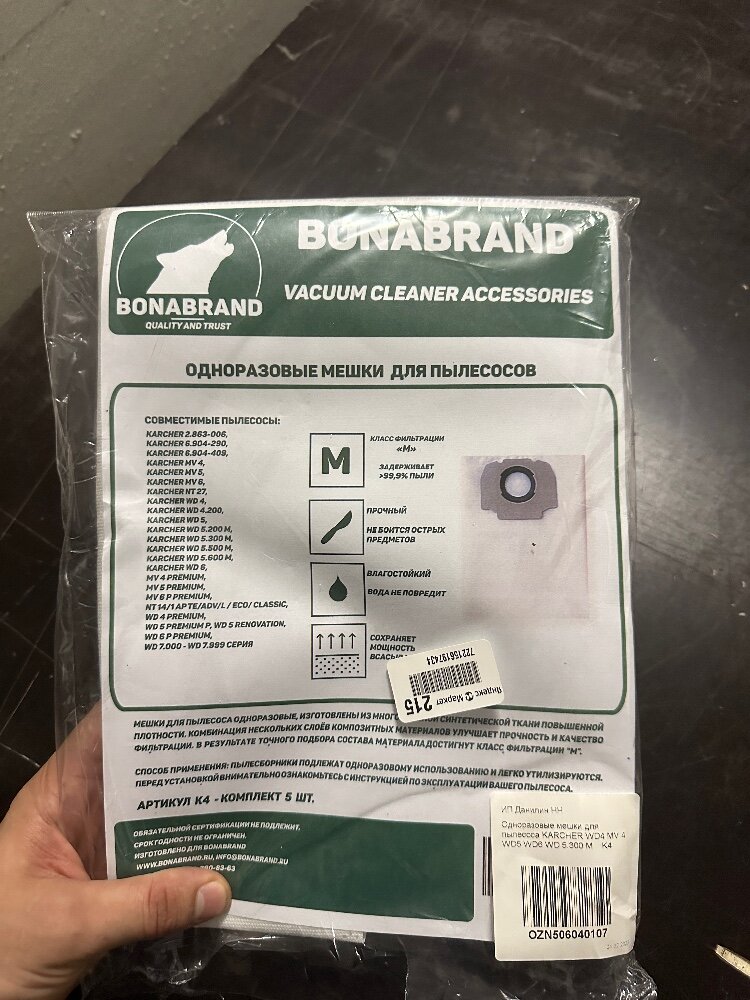 BONABRAND
VACUUM CLEANER ACCESSORIES
BONABRAND
QUALITY AND TRUST
ОДНОРАЗОВЫЕ МЕШКИ ДЛЯ ПЫЛЕСОСОВ
СОВМЕСТИМЫЕ ПЫЛЕСОСЫ:
KARCHER 2.863-006,
KARCHER 6.904-290,
KARCHER 6.904-409,
KARCHER MV 4,
KARCHER MV 5,
KARCHER MV 6,
KARCHER NT 27,
KARCHER WD 4,
KARCHER WD 4.200,
KARCHER WD 5,
KARCHER WD 5.200 M,
KARCHER WD 5.300 M,
KARCHER WD 5.500 M,
KARCHER WD 5.600 M,
KARCHER WD 6,
MV 4 PREMIUM,
MV 5 PREMIUM,
MV 6 P PREMIUM,
NT 14/1 AP TE/ADV/L / ECO/ CLASSIC,
WD 4 PREMIUM,
WD 5 PREMIUM P, WD 5 RENOVATION,
WD 6 P PREMIUM,
WD 7.000 - WD 7.999 СЕРИЯ
M
КЛАСС ФИЛЬТРАЦИИ
«М»
ЗАДЕРЖИВАЕТ
>99,9% ПЫЛИ
ПРОЧНЫЙ
НЕ БОИТСЯ ОСТРЫХ
ПРЕДМЕТОВ
ВЛАГОСТОЙКИЙ
ВОДА НЕ ПОВРЕДИТ
СОХРАНЯЕТ
МОЩНОСТЬ
ВСАСЫВ
722156197431
Яндекс Маркет 215
МЕШКИ ДЛЯ ПЫЛЕСОСА ОДНОРАЗОВЫЕ, ИЗГОТОВЛЕНЫ ИЗ МНОГ ОЙ СИНТЕТИЧЕСКОЙ ТКАНИ ПОВЫШЕННОЙ
ПЛОТНОСТИ. КОМБИНАЦИЯ НЕСКОЛЬКИХ СЛОЁВ КОМПОЗИТНЫХ МАТЕРИАЛОВ УЛУЧШАЕТ ПРОЧНОСТЬ И КАЧЕСТВО
ФИЛЬТРАЦИИ. В РЕЗУЛЬТАТЕ ТОЧНОГО ПОДБОРА СОСТАВА МАТЕРИАЛА ДОСТИГНУТ КЛАСС ФИЛЬТРАЦИИ "М".
СПОСОБ ПРИМЕНЕНИЯ: ПЫЛЕСБОРНИКИ ПОДЛЕЖАТ ОДНОРАЗОВОМУ ИСПОЛЬЗОВАНИЮ И ЛЕГКО УТИЛИЗИРУЮТСЯ.
ПЕРЕД УСТАНОВКОЙ ВНИМАТЕЛЬНО ОЗНАКОМЬТЕСЬ С ИНСТРУКЦИЕЙ ПО ЭКСПЛУАТАЦИИ ВАШЕГО ПЫЛЕСОСА.
АРТИКУЛ К4 - КОМПЛЕКТ 5 ШТ.
ОБЯЗАТЕЛЬНОЙ СЕРТИФИКАЦИИ НЕ ПОДЛЕЖИТ.
СРОК ГОДНОСТИ НЕ ОГРАНИЧЕН.
ИЗГОТОВЛЕНО ДЛЯ BONABRAND
WWW.BONABRAND.RU, INFO@BONABRAND.RU
-83-63
ИП Данилин НН
Одноразовые мешки для
пылесоса KARCHER WD4 MV 4
WD5 WD6 WD 5.300 M K4
OZN506040107